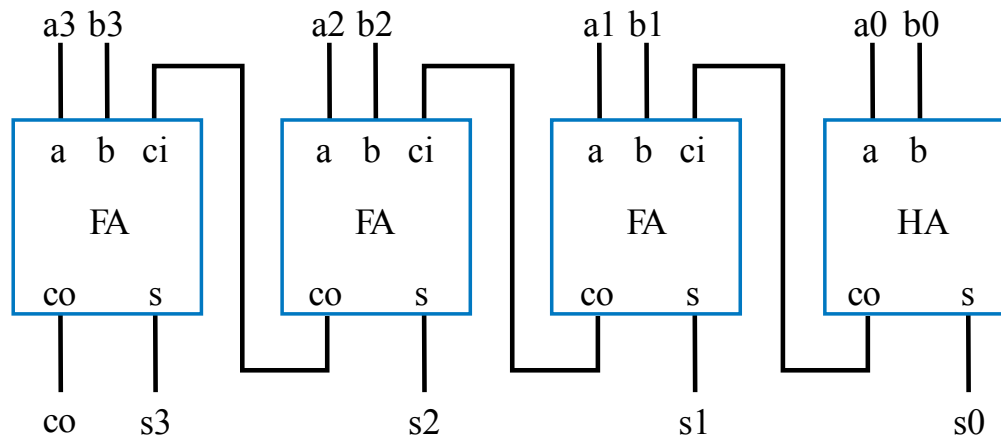 a3 b3 a2 b2 a1 b1 a0 b0
a b ci a b ci a b ci a b
FA FA FA HA
co s co s co s co s
co s3 s2 s1 s0